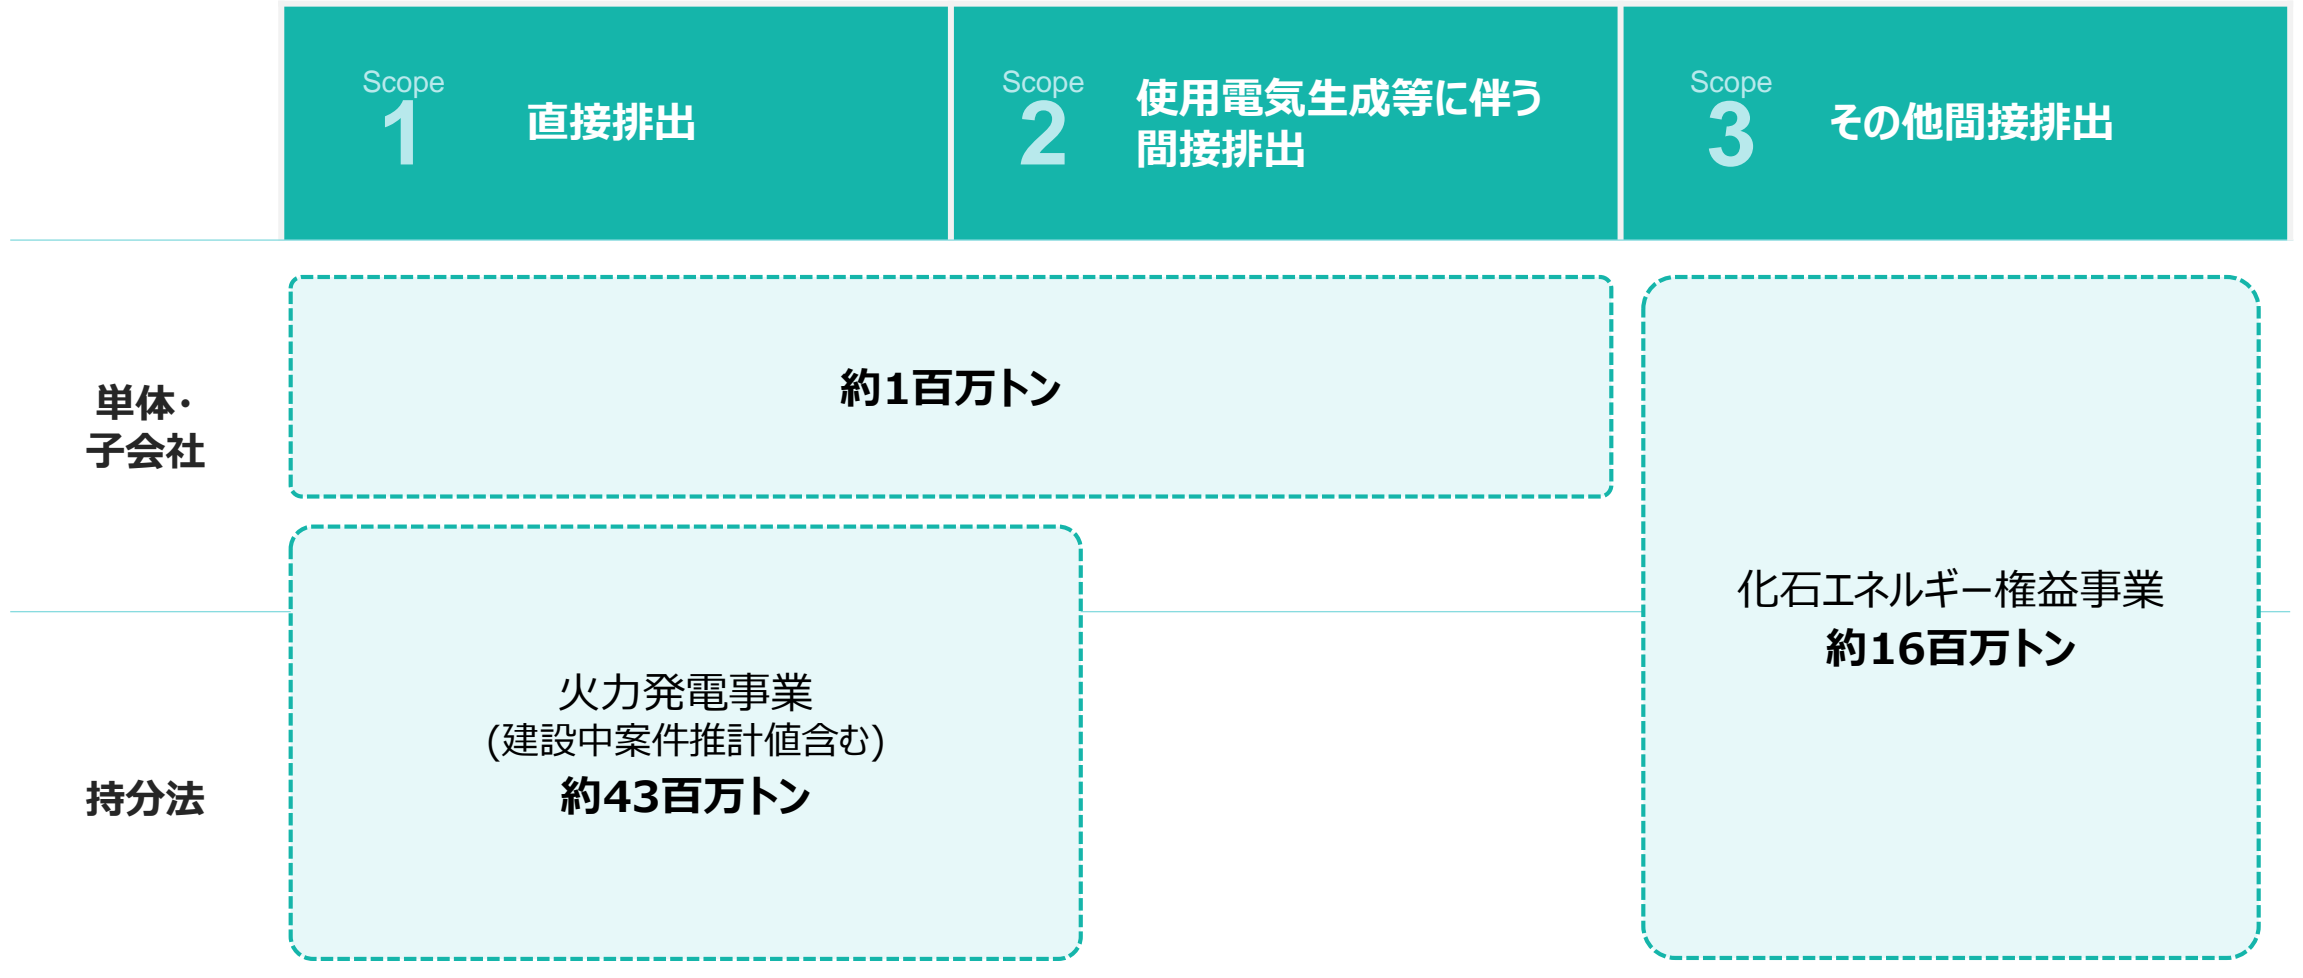 Scope
1
直接排出
Scope
2
使用電気生成等に伴う
間接排出
Scope
3
その他間接排出
単体・
子会社
約1百万トン
化石エネルギー権益事業
約16百万トン
持分法
火力発電事業
(建設中案件推計値含む)
約43百万トン